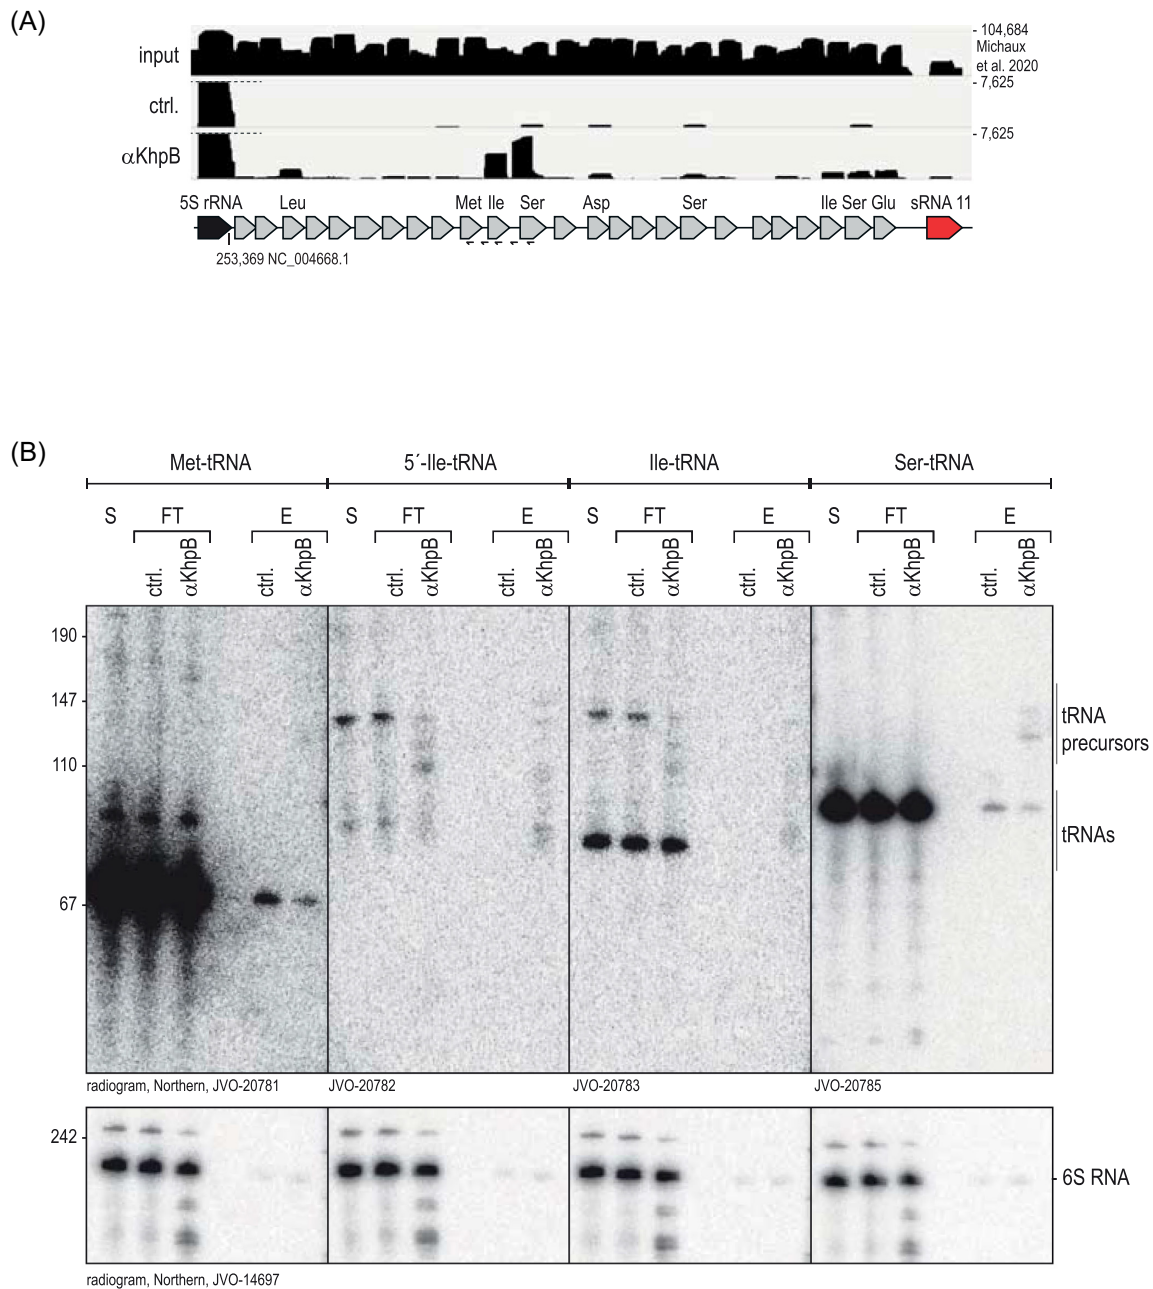 (A)
input
- 104,684
Michaux
et al. 2020
ctrl.
- 7,625
αKhpB
- 7,625
5S rRNA Leu Met Ile Ser Asp Ser Ile Ser Glu sRNA 11
253,369 NC_004668.1
(B)
Met-tRNA 5´-Ile-tRNA Ile-tRNA Ser-tRNA
S FT E S FT E S FT E S FT E
ctrl. αKhpB ctrl. αKhpB ctrl. αKhpB ctrl. αKhpB ctrl. αKhpB ctrl. αKhpB ctrl. αKhpB ctrl. αKhpB
190
147
tRNA
precursors
110
tRNAs
67
radiogram, Northern, JVO-20781 JVO-20782 JVO-20783 JVO-20785
242
6S RNA
radiogram, Northern, JVO-14697